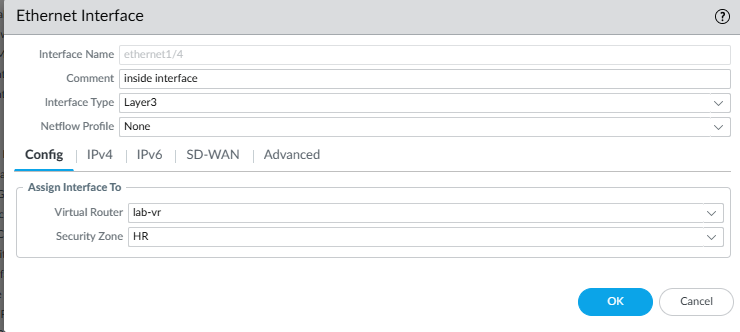 Ethernet Interface
Interface Name ethernet1/4
Comment inside interface
Interface Type Layer3
Netflow Profile None
Config IPv4 IPv6 SD-WAN Advanced
Assign Interface To
Virtual Router lab-vr
Security Zone HR
OK Cancel